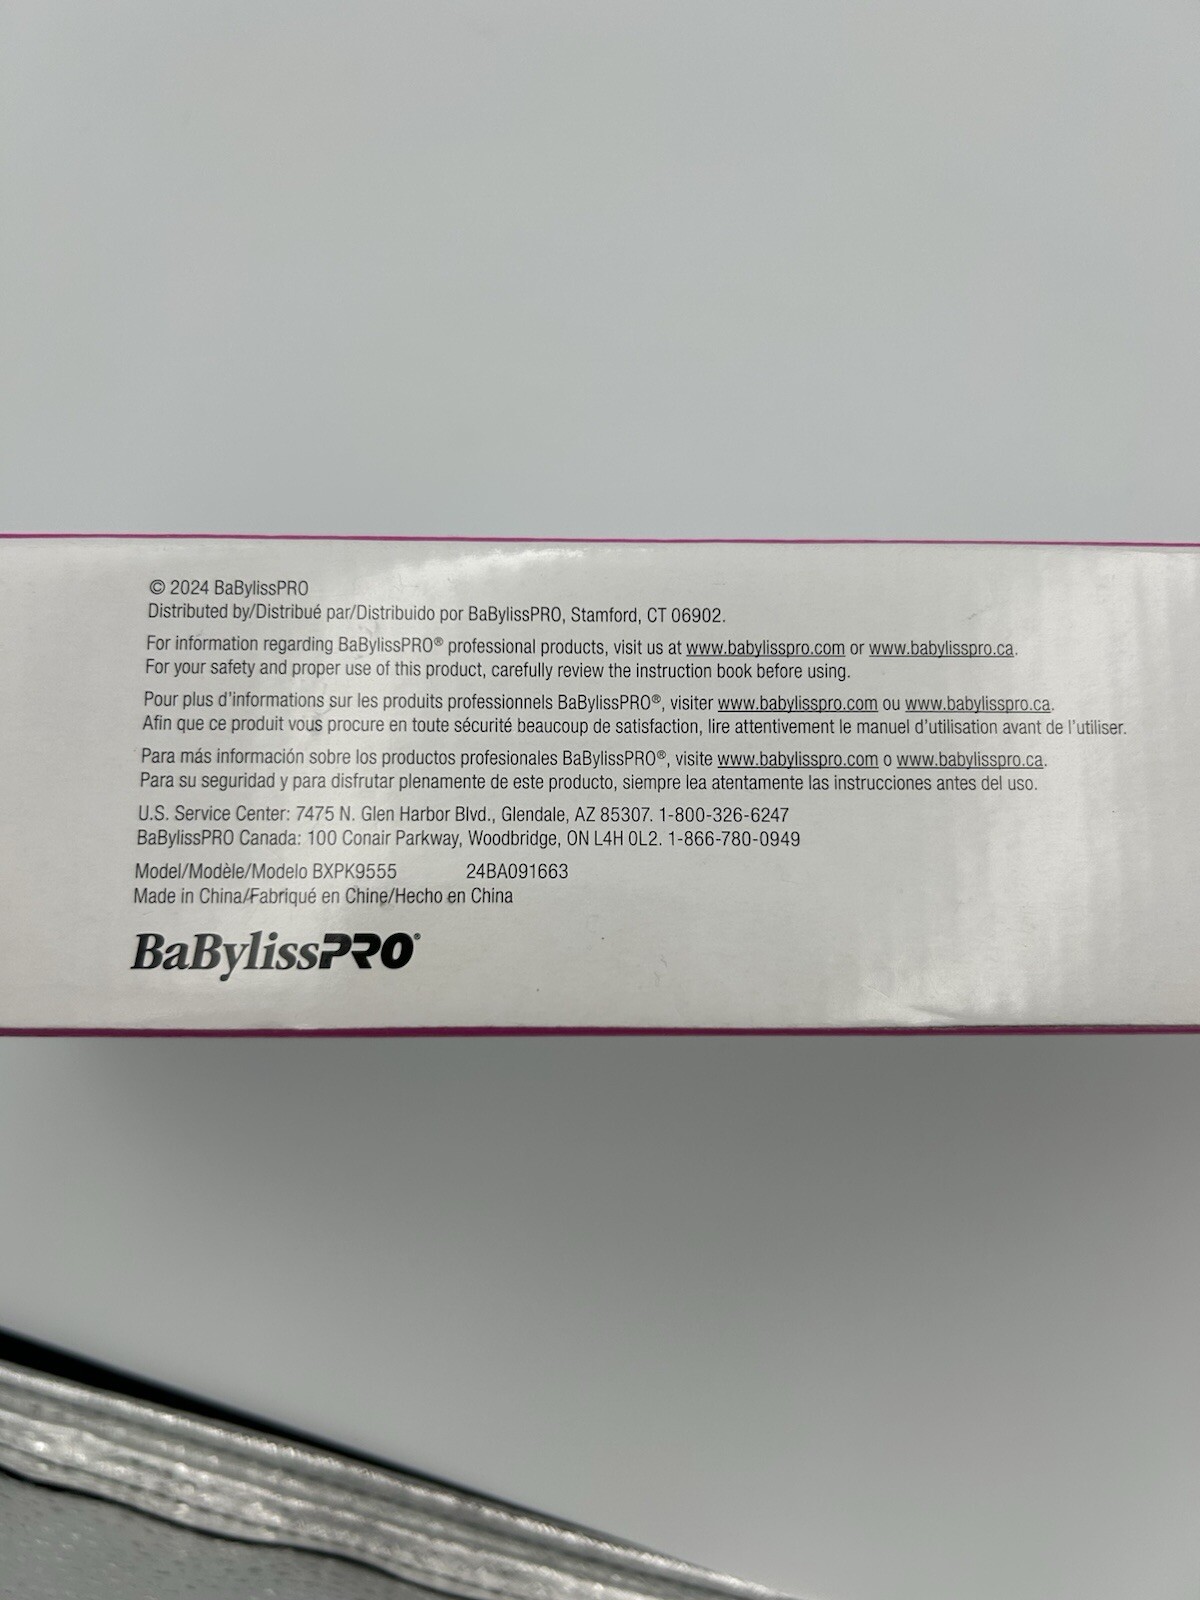 © 2024 BaBylissPRO
Distributed by/Distribué par/Distribuido por BaBylissPRO, Stamford, CT 06902.
For information regarding BaBylissPRO® professional products, visit us at www.babylisspro.com or www.babylisspro.ca.
For your safety and proper use of this product, carefully review the instruction book before using.
Pour plus d'informations sur les produits professionnels BaBylissPRO®, visiter www.babylisspro.com ou www.babylisspro.ca.
Afin que ce produit vous procure en toute sécurité beaucoup de satisfaction, lire attentivement le manuel d'utilisation avant de l'utiliser.
Para más información sobre los productos profesionales BaBylissPRO®, visite www.babylisspro.com o www.babylisspro.ca.
Para su seguridad y para disfrutar plenamente de este producto, siempre lea atentamente las instrucciones antes del uso.
U.S. Service Center: 7475 N. Glen Harbor Blvd., Glendale, AZ 85307. 1-800-326-6247
BaBylissPRO Canada: 100 Conair Parkway, Woodbridge, ON L4H 0L2. 1-866-780-0949
Model/Modèle/Modelo BXPK9555 24BA091663
Made in China/Fabriqué en Chine/Hecho en China
BaBylissPRO®